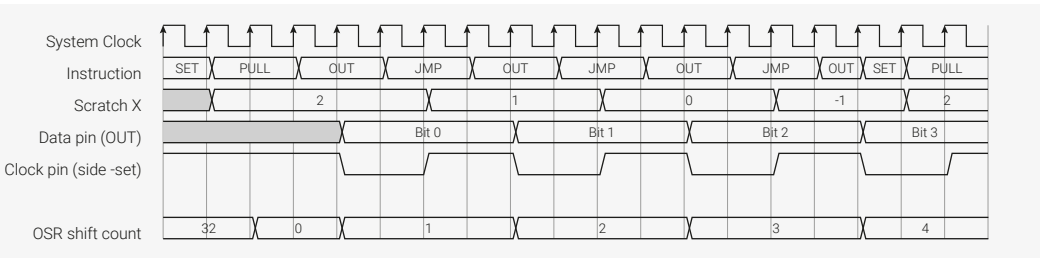 System Clock
Instruction SET PULL OUT JMP OUT JMP OUT JMP OUT SET PULL
Scratch X 2 1 0 -1 2
Data pin (OUT) Bit 0 Bit 1 Bit 2 Bit 3
Clock pin (side -set)
OSR shift count 32 0 1 2 3 4